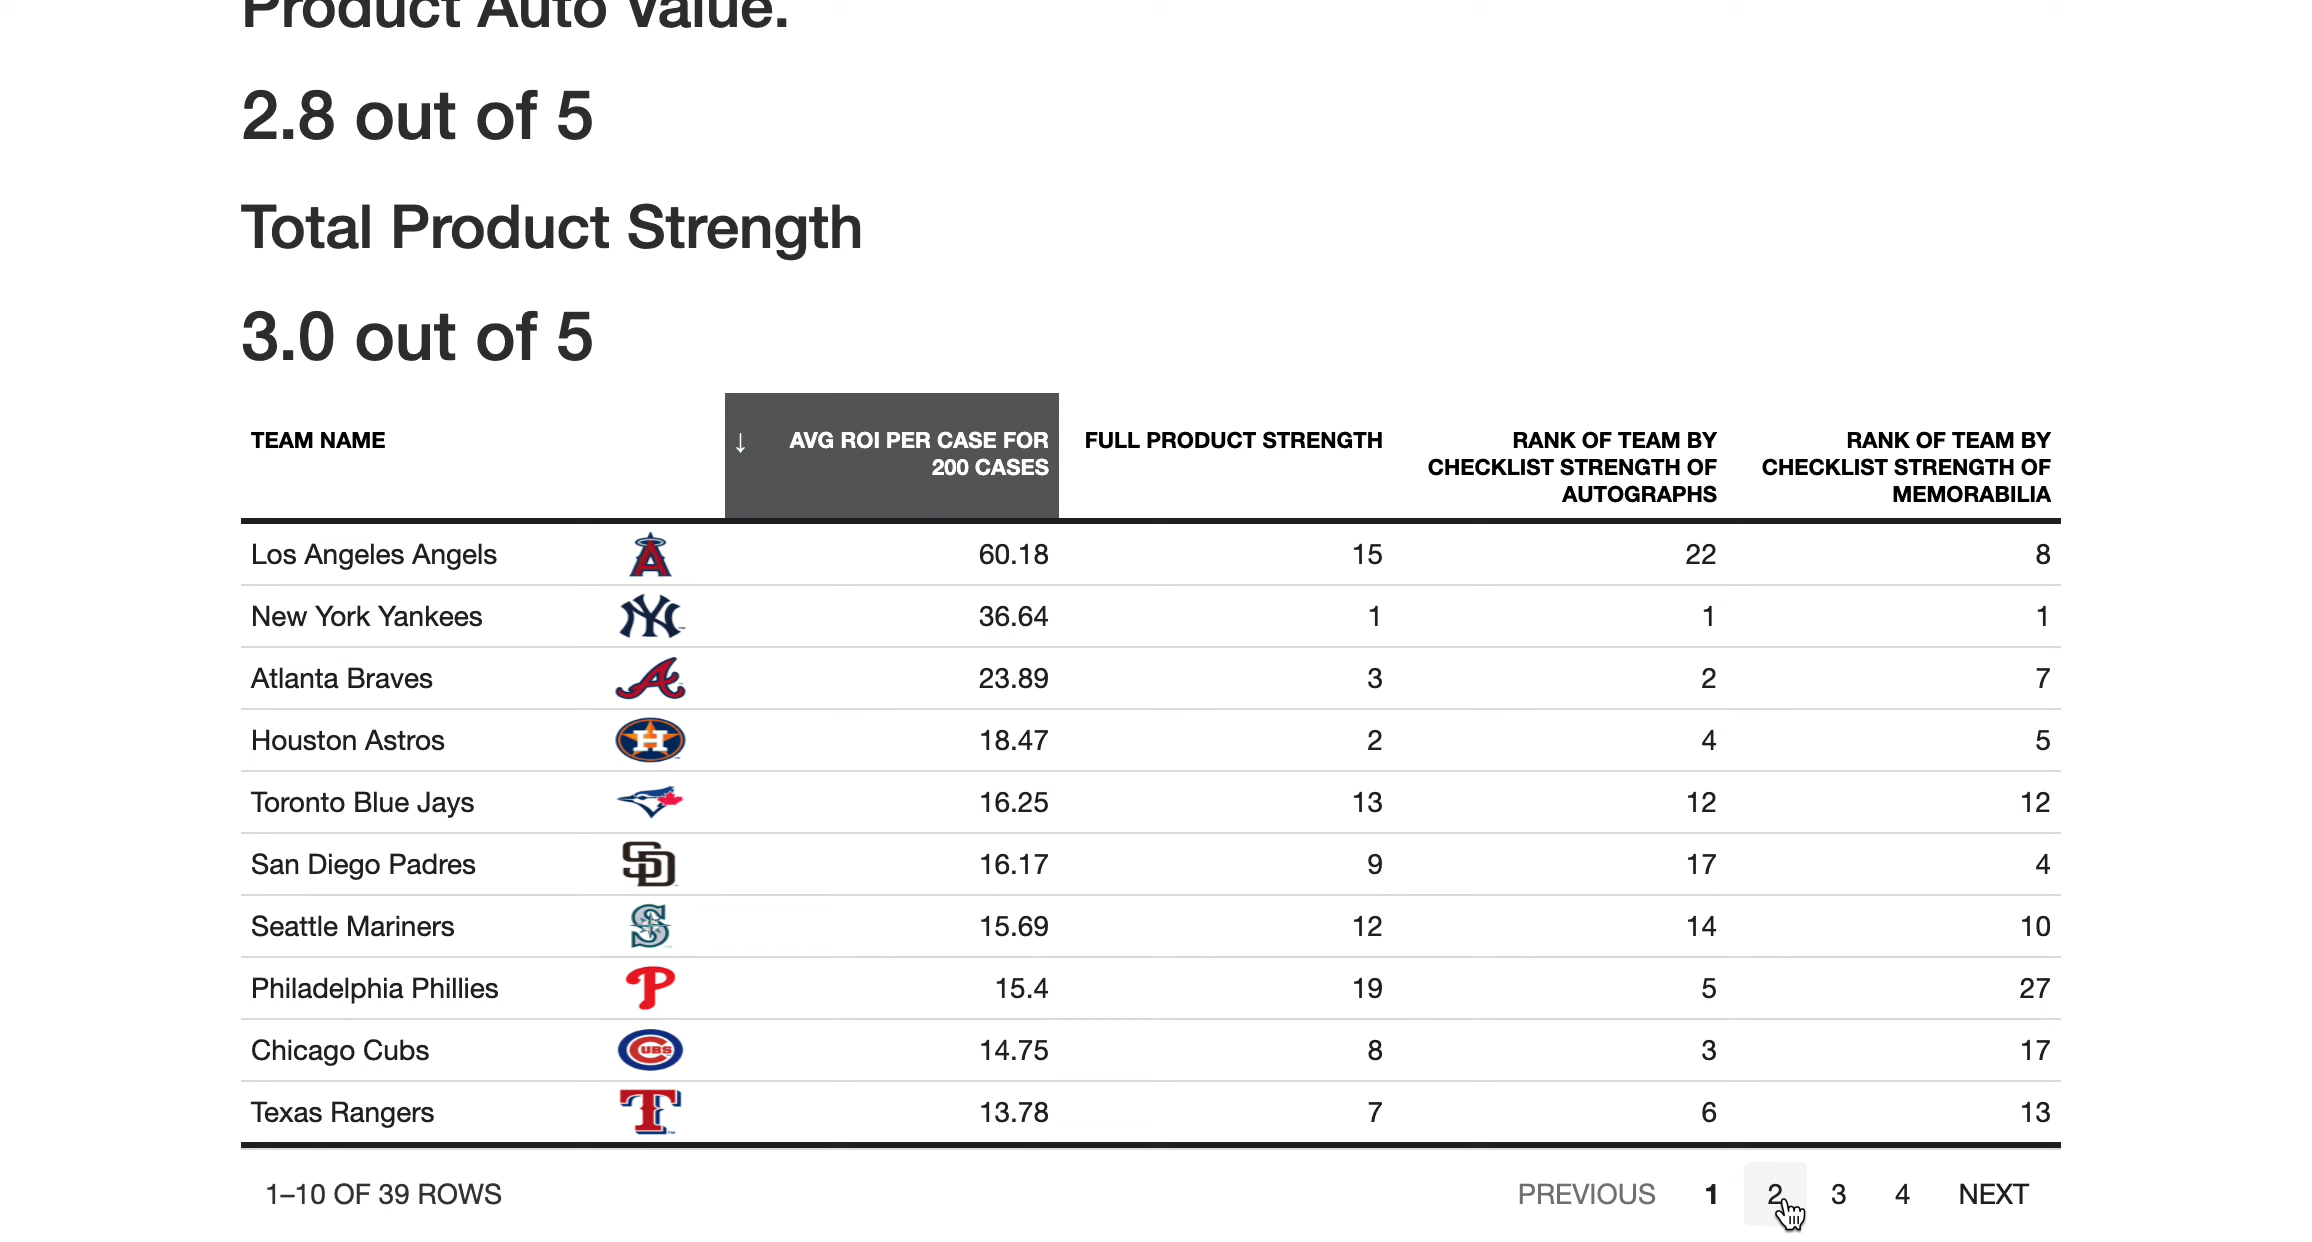 Product Auto Value.
2.8 out of 5
Total Product Strength
3.0 out of 5
TEAM NAME ↓ AVG ROI PER CASE FOR 200 CASES FULL PRODUCT STRENGTH RANK OF TEAM BY CHECKLIST STRENGTH OF AUTOGRAPHS RANK OF TEAM BY CHECKLIST STRENGTH OF MEMORABILIA
Los Angeles Angels A 60.18 15 22 8
New York Yankees NY 36.64 1 1 1
Atlanta Braves A 23.89 3 2 7
Houston Astros H 18.47 2 4 5
Toronto Blue Jays 16.25 13 12 12
San Diego Padres SD 16.17 9 17 4
Seattle Mariners S 15.69 12 14 10
Philadelphia Phillies P 15.4 19 5 27
Chicago Cubs CUBS 14.75 8 3 17
Texas Rangers T 13.78 7 6 13
1–10 OF 39 ROWS PREVIOUS 1 2 3 4 NEXT